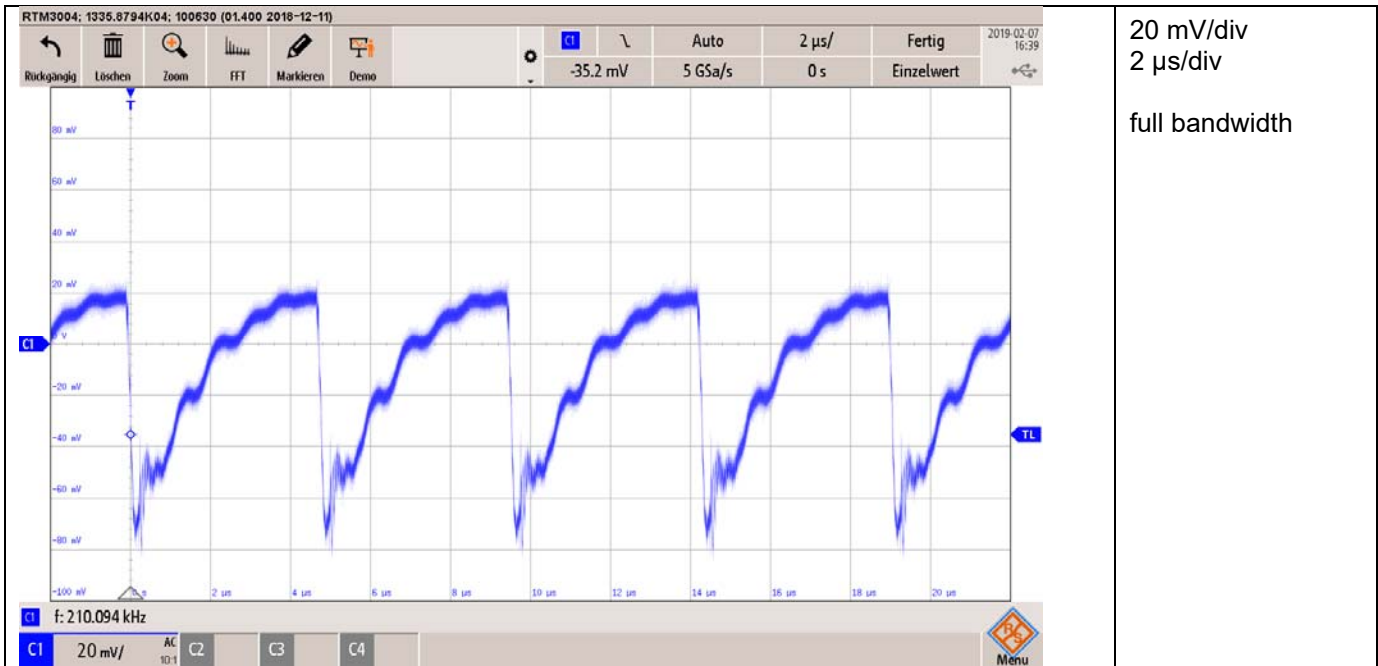 RTM3004; 1335.8794K04; 100630 (01.400 2018-12-11)
Rückgängig Löschen Zoom FFT Markieren Demo
C1 Auto 2 µs/ Fertig 2019-02-07
16:39
-35.2 mV 5 GSa/s 0 s Einzelwert
T
80 mV
60 mV
40 mV
20 mV
C1 0 V
-20 mV
-40 mV
TL
-60 mV
-80 mV
-100 mV 0 s 2 µs 4 µs 6 µs 8 µs 10 µs 12 µs 14 µs 16 µs 18 µs 20 µs
C1 f: 210.094 kHz
C1 20 mV/ AC 10:1 C2 C3 C4
R&S
Menu
20 mV/div
2 µs/div
full bandwidth